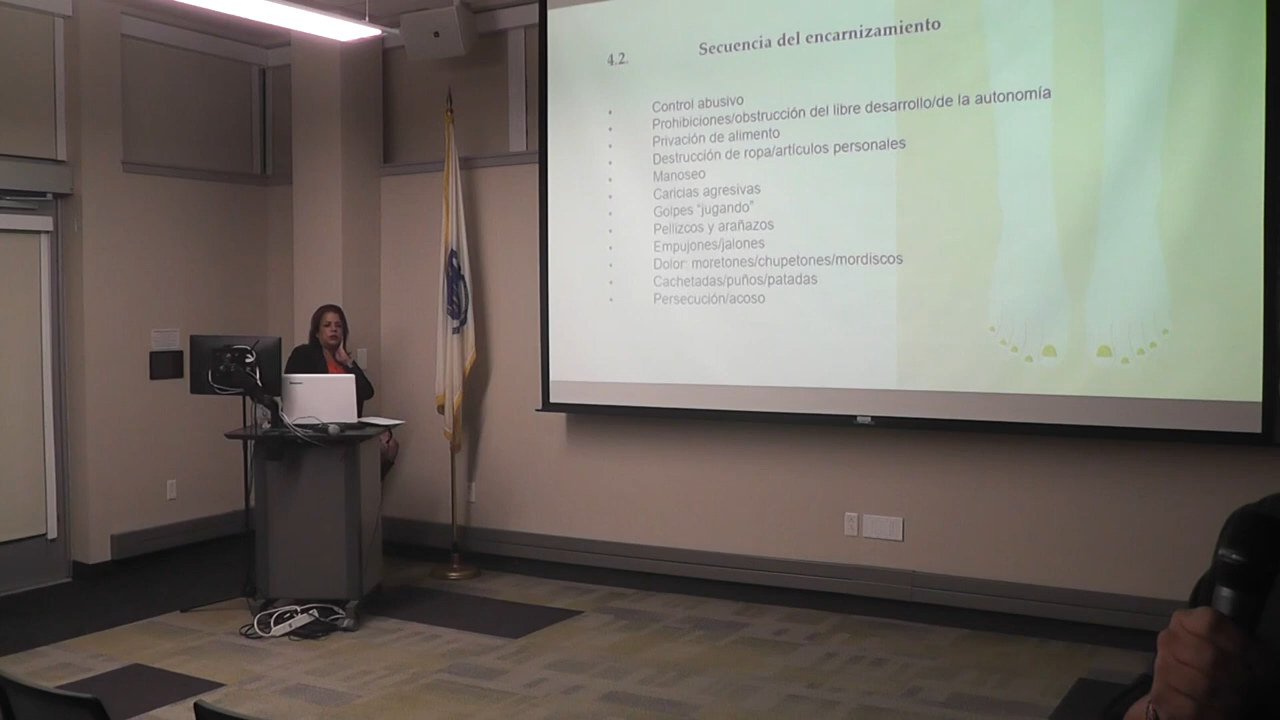 4.2. Secuencia del encarnizamiento
• Control abusivo
• Prohibiciones/obstrucción del libre desarrollo/de la autonomía
• Privación de alimento
• Destrucción de ropa/artículos personales
• Manoseo
• Caricias agresivas
• Golpes "jugando"
• Pellizcos y arañazos
• Empujones/jalones
• Dolor: moretones/chupetones/mordiscos
• Cachetadas/puños/patadas
• Persecución/acoso